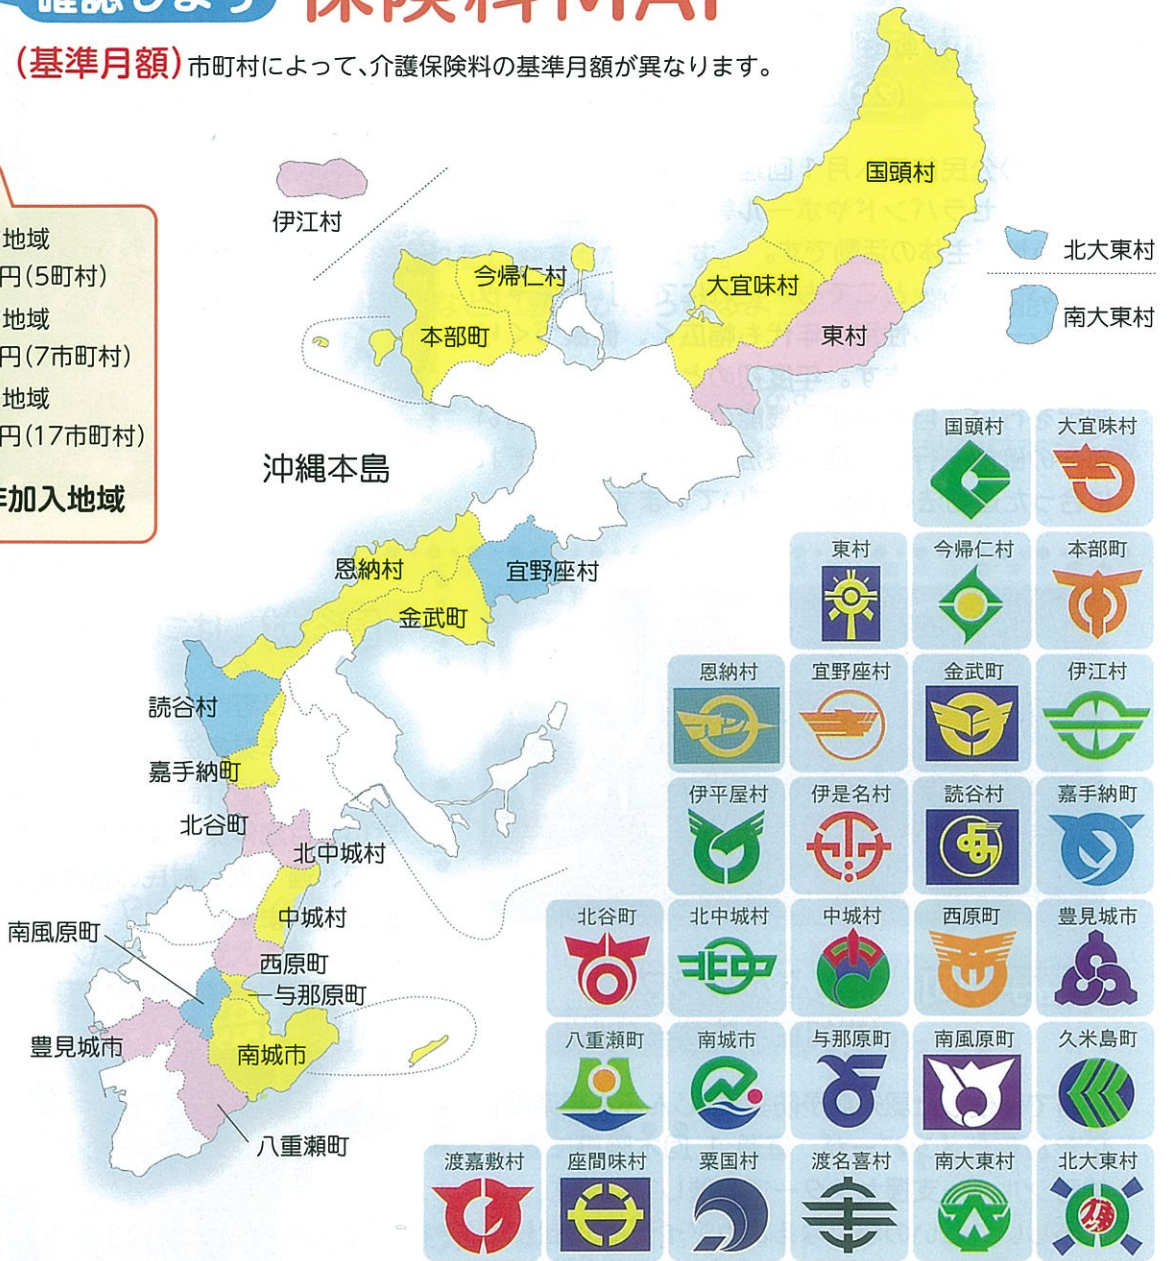 確認しよう 保険料MAP
(基準月額)市町村によって、介護保険料の基準月額が異なります。
地域
円(5町村)
地域
円(7市町村)
地域
円(17市町村)
加入地域
伊江村
国頭村
今帰仁村
大宜味村
本部町
東村
北大東村
南大東村
沖縄本島
恩納村
宜野座村
金武町
読谷村
嘉手納町
北谷町
北中城村
中城村
南風原町
西原町
与那原町
豊見城市
南城市
八重瀬町
国頭村 大宜味村
東村 今帰仁村 本部町
恩納村 宜野座村 金武町 伊江村
伊平屋村 伊是名村 読谷村 嘉手納町
北谷町 北中城村 中城村 西原町 豊見城市
八重瀬町 南城市 与那原町 南風原町 久米島町
渡嘉敷村 座間味村 粟国村 渡名喜村 南大東村 北大東村